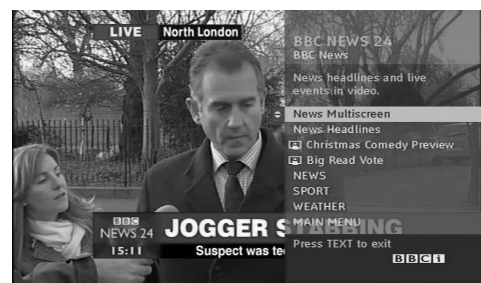 LIVE North London
BBC NEWS 24
BBC News
News headlines and live
events in video.
News Multiscreen
News Headlines
Christmas Comedy Preview
Big Read Vote
NEWS
SPORT
WEATHER
MAIN MENU
Press TEXT to exit
BBC 1
BBC
NEWS 24
15:11
JOGGER STABBING
Suspect was